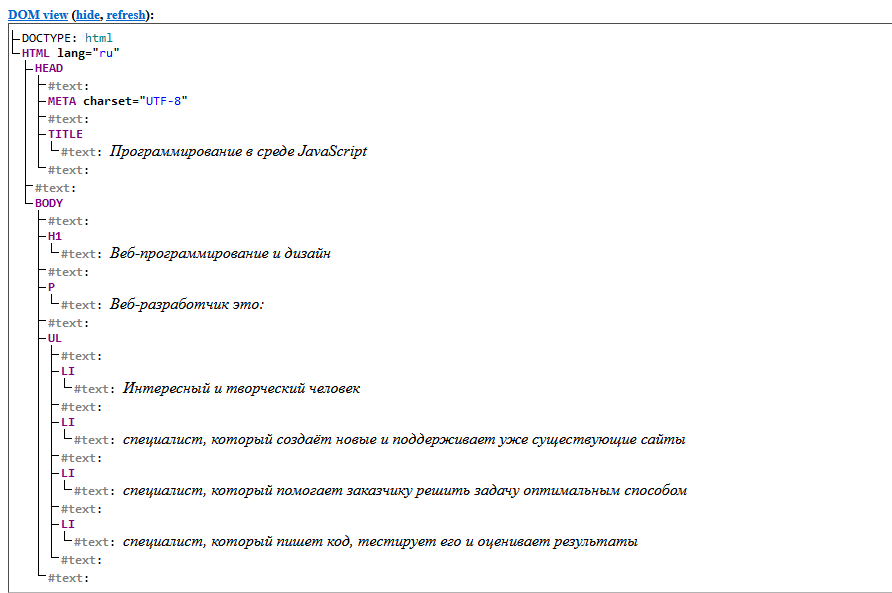 DOM view (hide, refresh):
DOCTYPE: html
HTML lang="ru"
HEAD
#text:
META charset="UTF-8"
#text:
TITLE
#text: Программирование в среде JavaScript
#text:
#text:
BODY
#text:
H1
#text: Веб-программирование и дизайн
#text:
P
#text: Веб-разработчик это:
#text:
UL
#text:
LI
#text: Интересный и творческий человек
#text:
LI
#text: специалист, который создаёт новые и поддерживает уже существующие сайты
#text:
LI
#text: специалист, который помогает заказчику решить задачу оптимальным способом
#text:
LI
#text: специалист, который пишет код, тестирует его и оценивает результаты
#text:
#text: